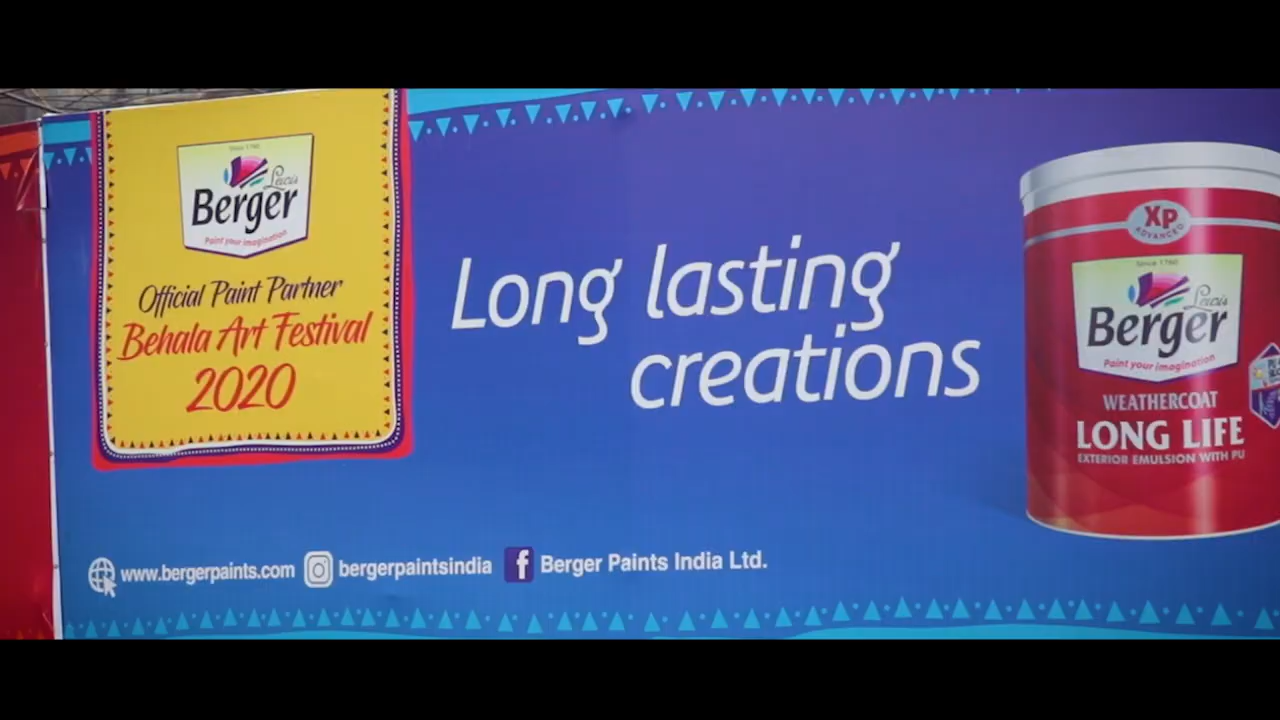 Since 1760
Lewis
Berger
Paint your imagination
Official Paint Partner
Behala Art Festival
2020
Long lasting
creations
XP
ADVANCED
Since 1760
Lewis
Berger
Paint your imagination
WEATHERCOAT
LONG LIFE
EXTERIOR EMULSION WITH PU
www.bergerpaints.com
bergerpaintsindia
f
Berger Paints India Ltd.